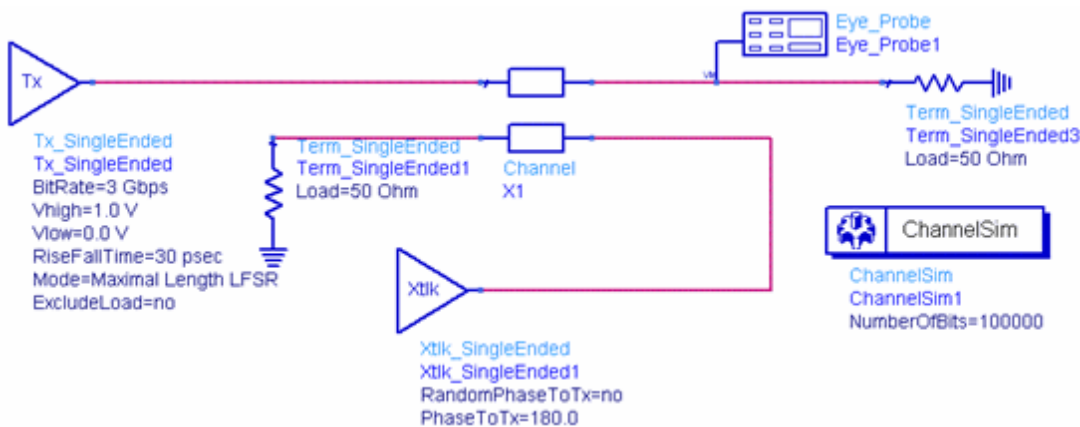 Tx
Tx_SingleEnded
Tx_SingleEnded
BitRate=3 Gbps
Vhigh=1.0 V
Vlow=0.0 V
RiseFallTime=30 psec
Mode=Maximal Length LFSR
ExcludeLoad=no
Term_SingleEnded
Term_SingleEnded1
Load=50 Ohm
Channel
X1
Eye_Probe
Eye_Probe1
Term_SingleEnded
Term_SingleEnded3
Load=50 Ohm
Xtlk
Xtlk_SingleEnded
Xtlk_SingleEnded1
RandomPhaseToTx=no
PhaseToTx=180.0
ChannelSim
ChannelSim
ChannelSim1
NumberOfBits=100000